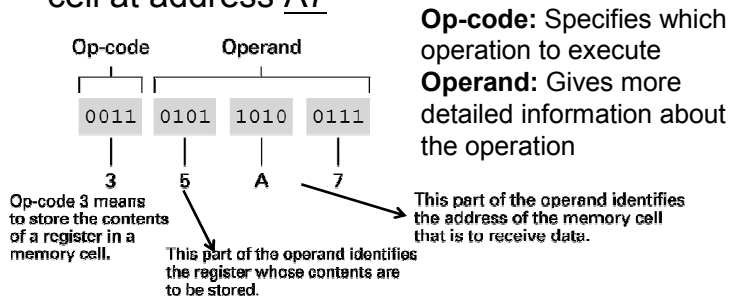 cell at address A7
Op-code: Specifies which
operation to execute
Operand: Gives more
detailed information about
the operation
Op-code Operand
0011 0101 1010 0111
3 5 A 7
Op-code 3 means
to store the contents
of a register in a
memory cell.
This part of the operand identifies
the register whose contents are
to be stored.
This part of the operand identifies
the address of the memory cell
that is to receive data.